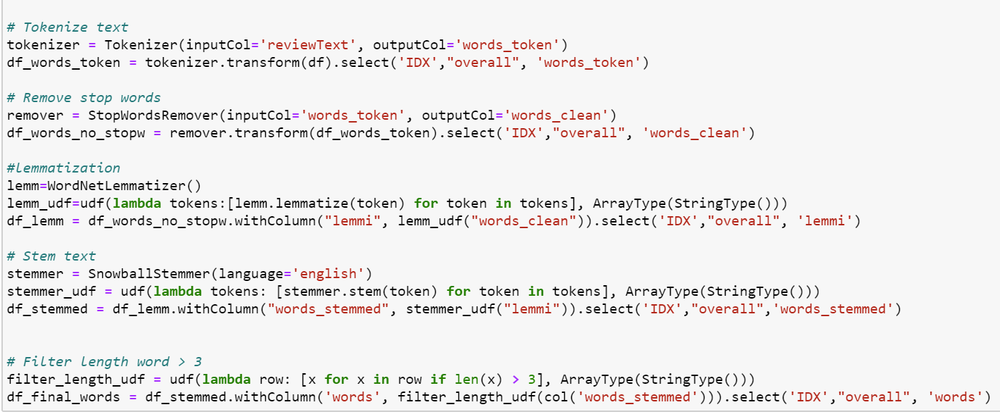 # Tokenize text
tokenizer = Tokenizer(inputCol='reviewText', outputCol='words_token')
df_words_token = tokenizer.transform(df).select('IDX',"overall", 'words_token')
# Remove stop words
remover = StopWordsRemover(inputCol='words_token', outputCol='words_clean')
df_words_no_stopw = remover.transform(df_words_token).select('IDX',"overall", 'words_clean')
#lemmatization
lemm=WordNetLemmatizer()
lemm_udf=udf(lambda tokens:[lemm.lemmatize(token) for token in tokens], ArrayType(StringType()))
df_lemm = df_words_no_stopw.withColumn("lemmi", lemm_udf("words_clean")).select('IDX',"overall", 'lemmi')
# Stem text
stemmer = SnowballStemmer(language='english')
stemmer_udf = udf(lambda tokens: [stemmer.stem(token) for token in tokens], ArrayType(StringType()))
df_stemmed = df_lemm.withColumn("words_stemmed", stemmer_udf("lemmi")).select('IDX',"overall",'words_stemmed')
# Filter length word > 3
filter_length_udf = udf(lambda row: [x for x in row if len(x) > 3], ArrayType(StringType()))
df_final_words = df_stemmed.withColumn('words', filter_length_udf(col('words_stemmed'))).select('IDX',"overall", 'words')